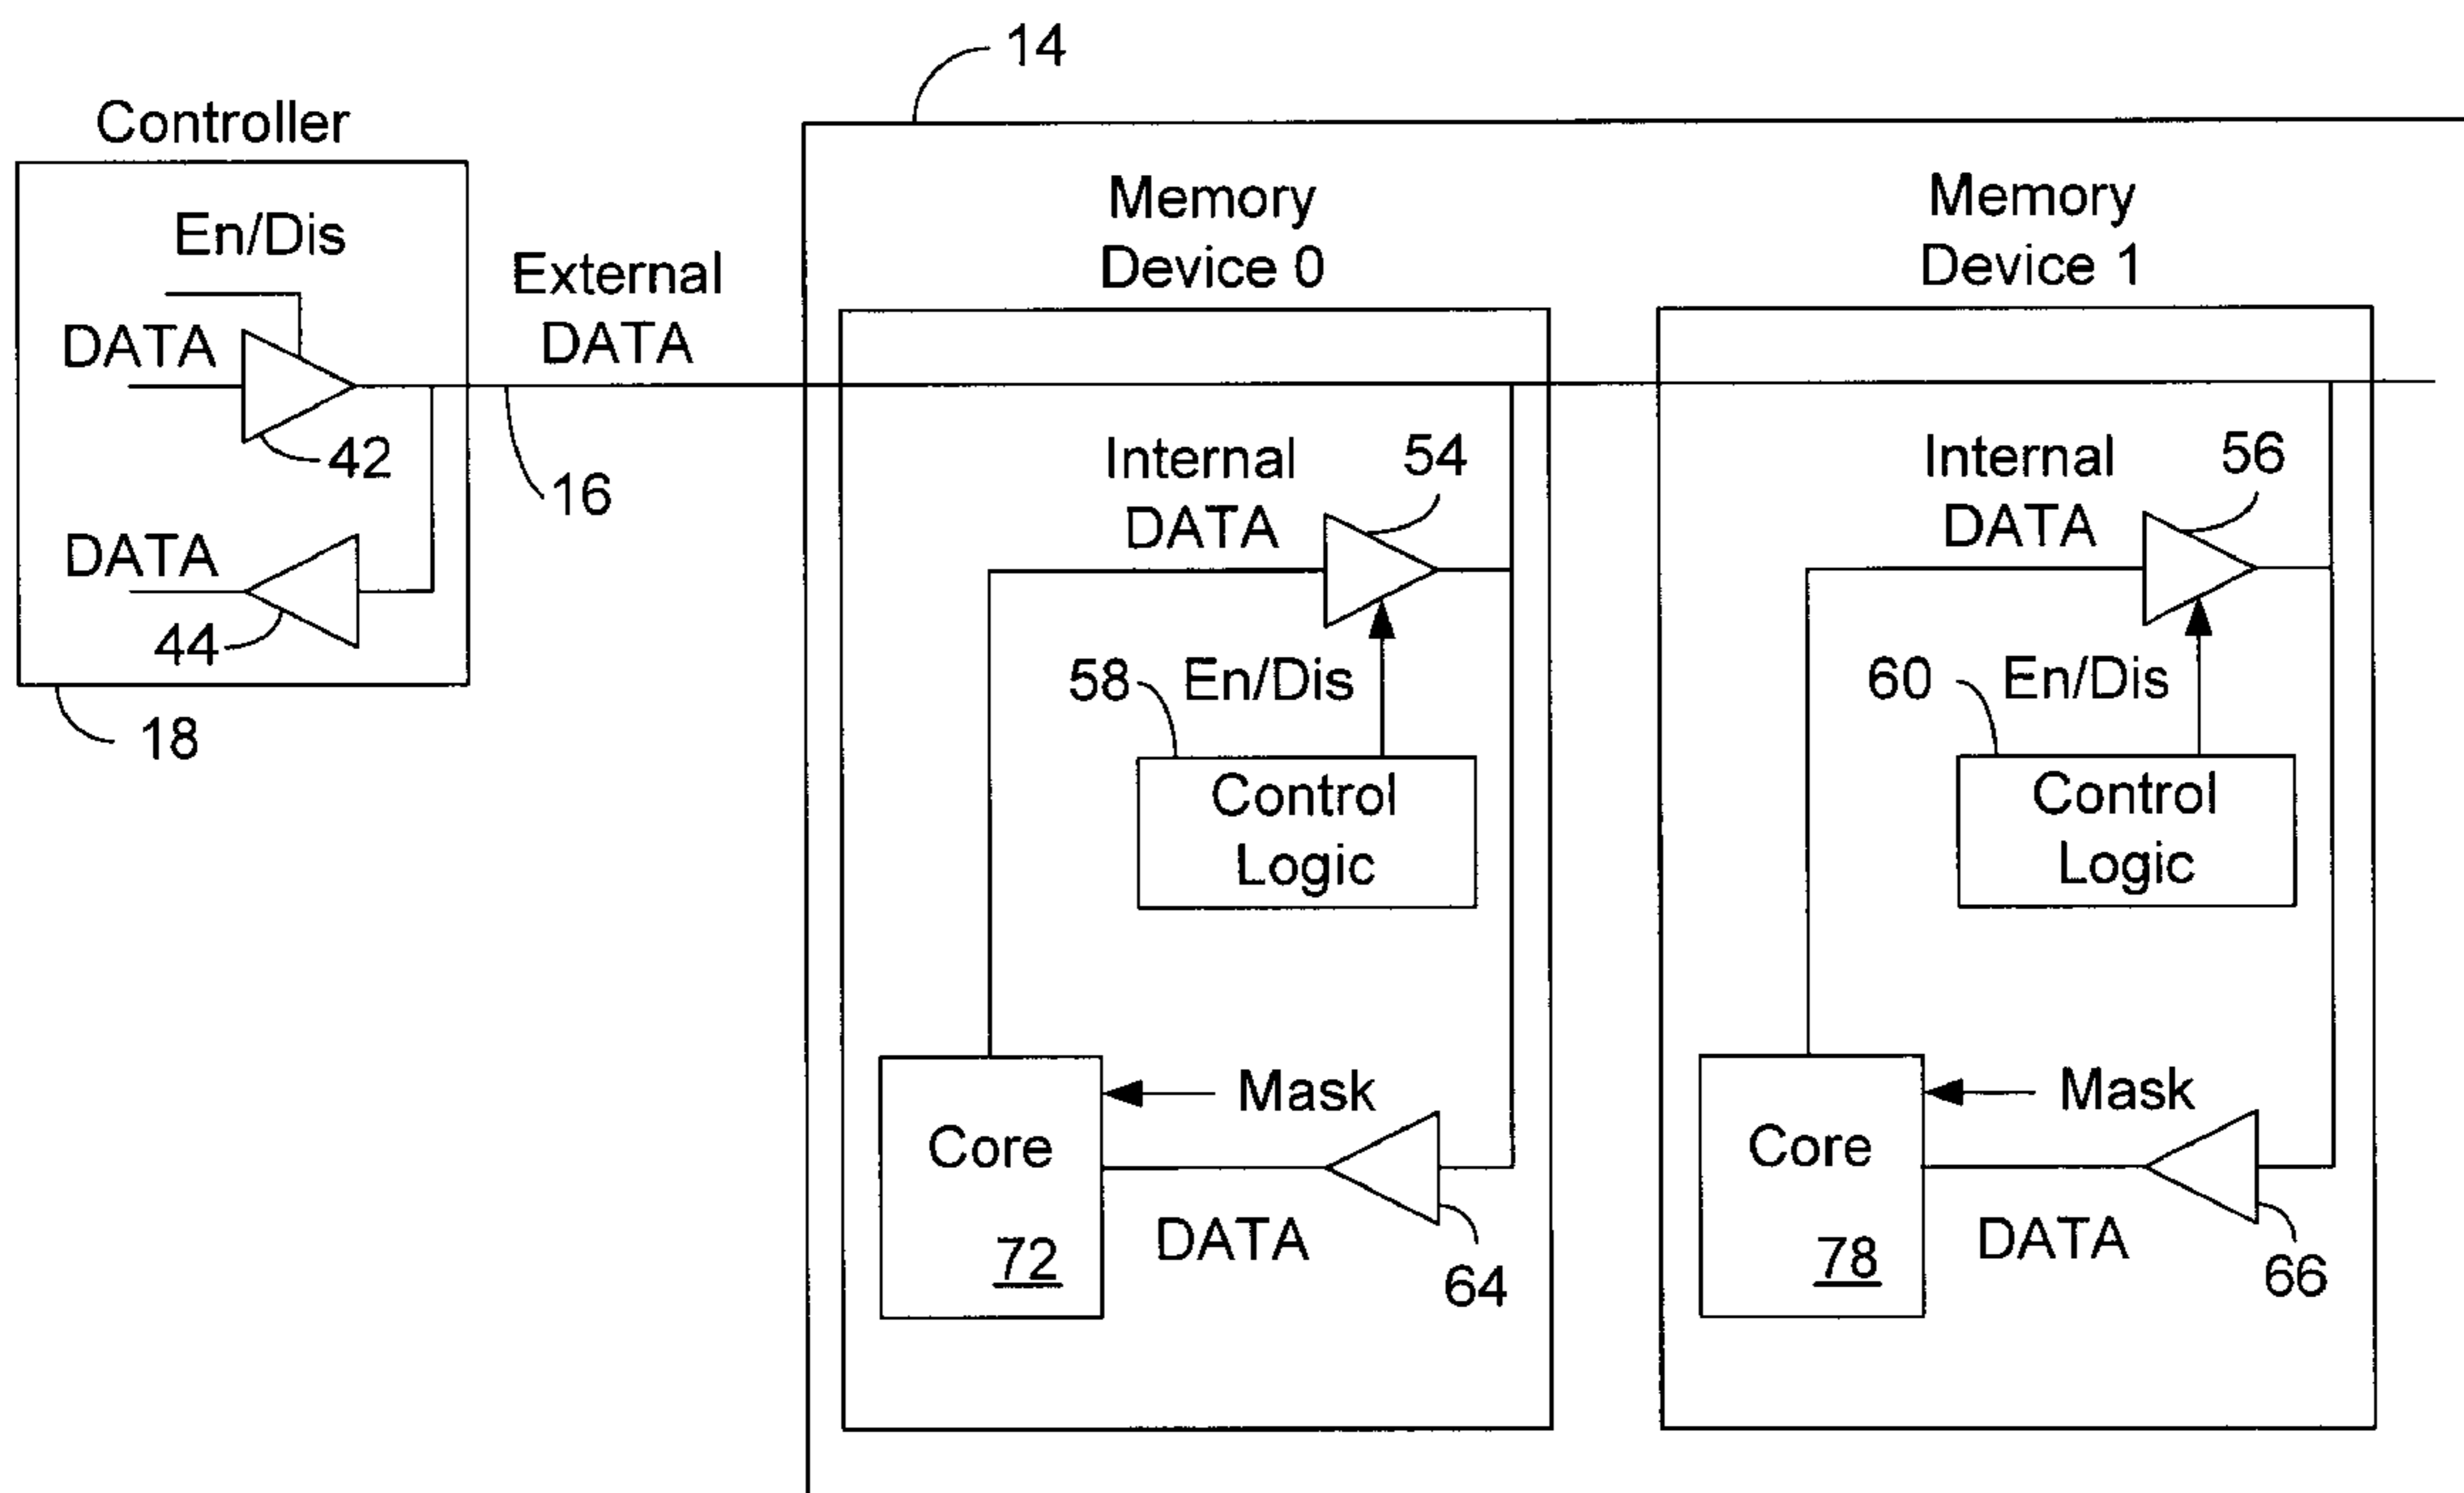 14
Controller
En/Dis
DATA
42
DATA
44
18
External
DATA
16
Memory
Device 0
Internal
DATA
54
58
En/Dis
Control
Logic
Mask
Core
72
DATA
64
Memory
Device 1
Internal
DATA
56
60
En/Dis
Control
Logic
Mask
Core
78
DATA
66